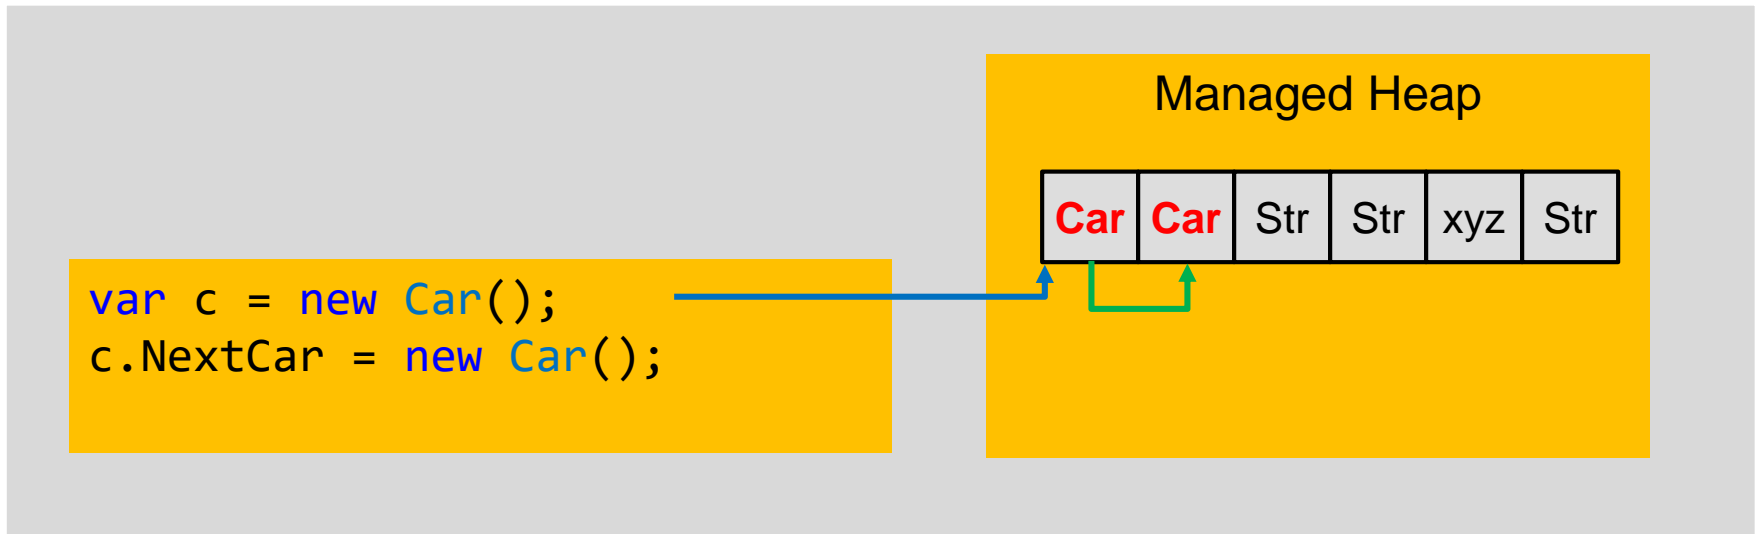 Managed Heap
Car Car Str Str xyz Str
var c = new Car();
c.NextCar = new Car();